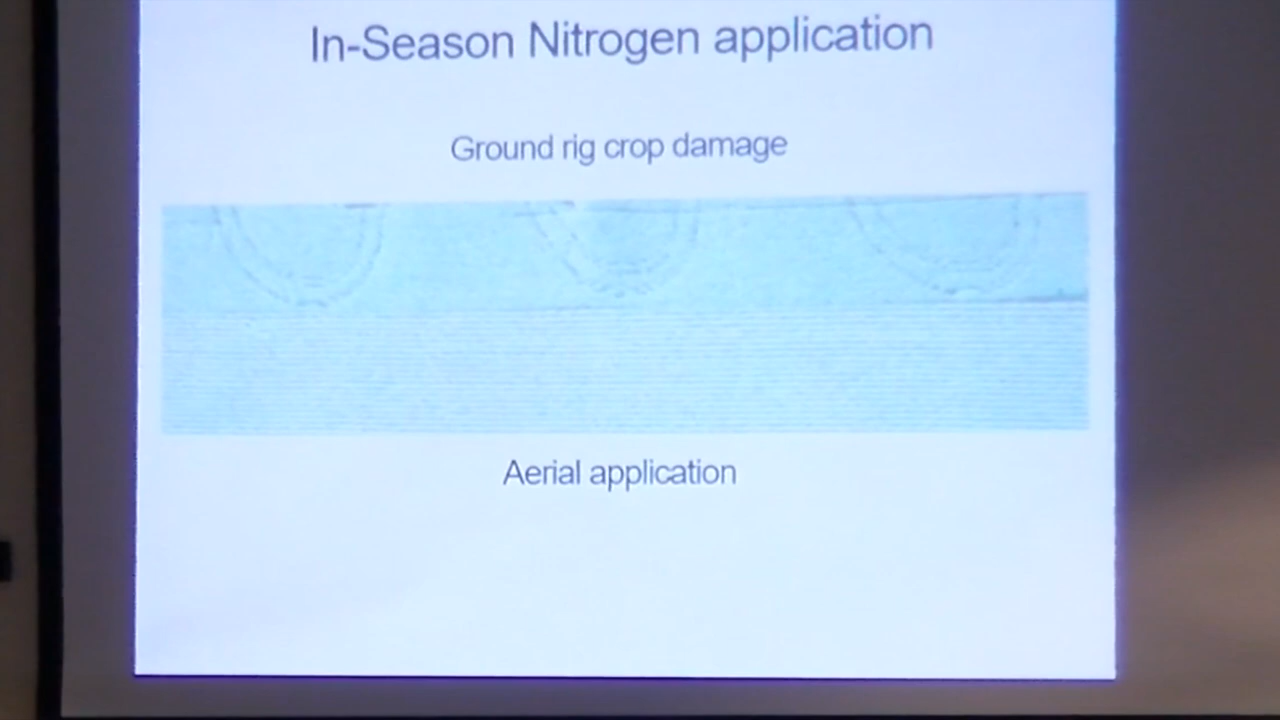 In-Season Nitrogen application
Ground rig crop damage
Aerial application